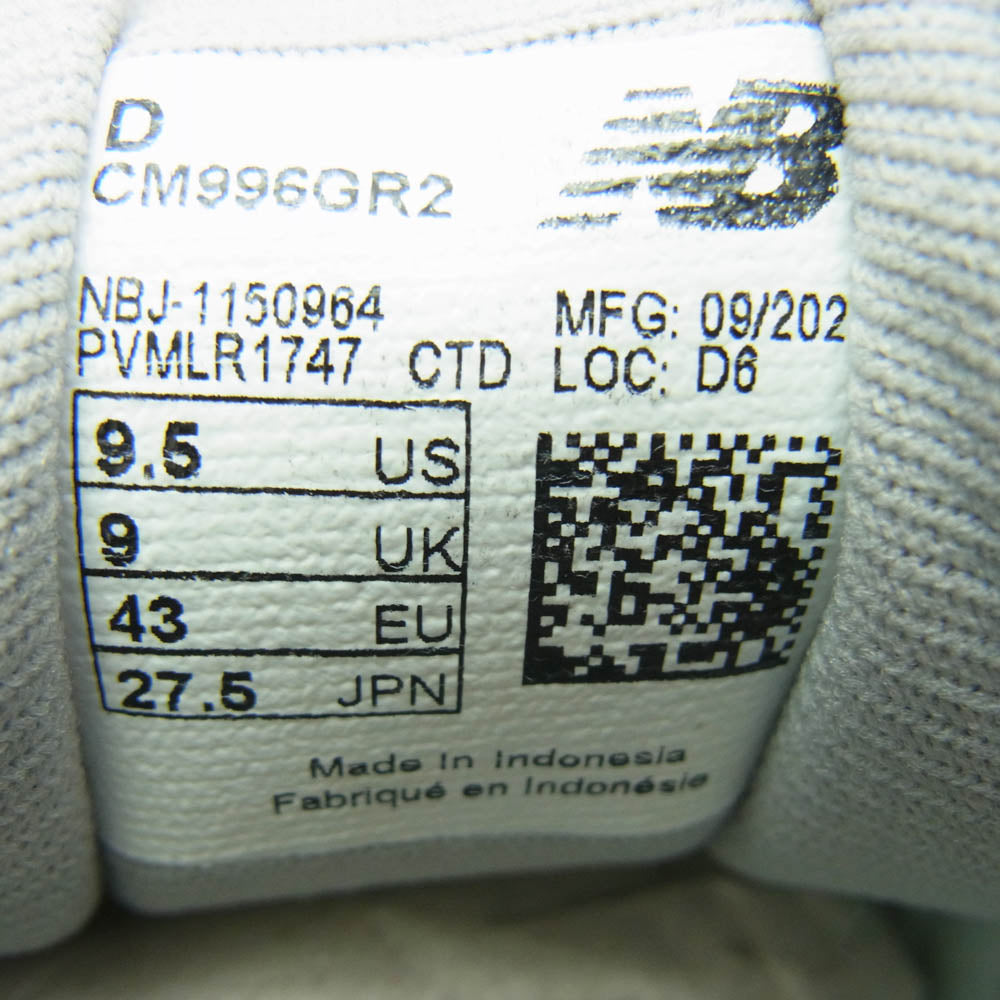 D
CM996GR2
NB
NBJ-1150964
PVMLR1747 CTD
MFG: 09/202
LOC: D6
9.5 US
9 UK
43 EU
27.5 JPN
Made In Indonesia
Fabriqué en Indonésie